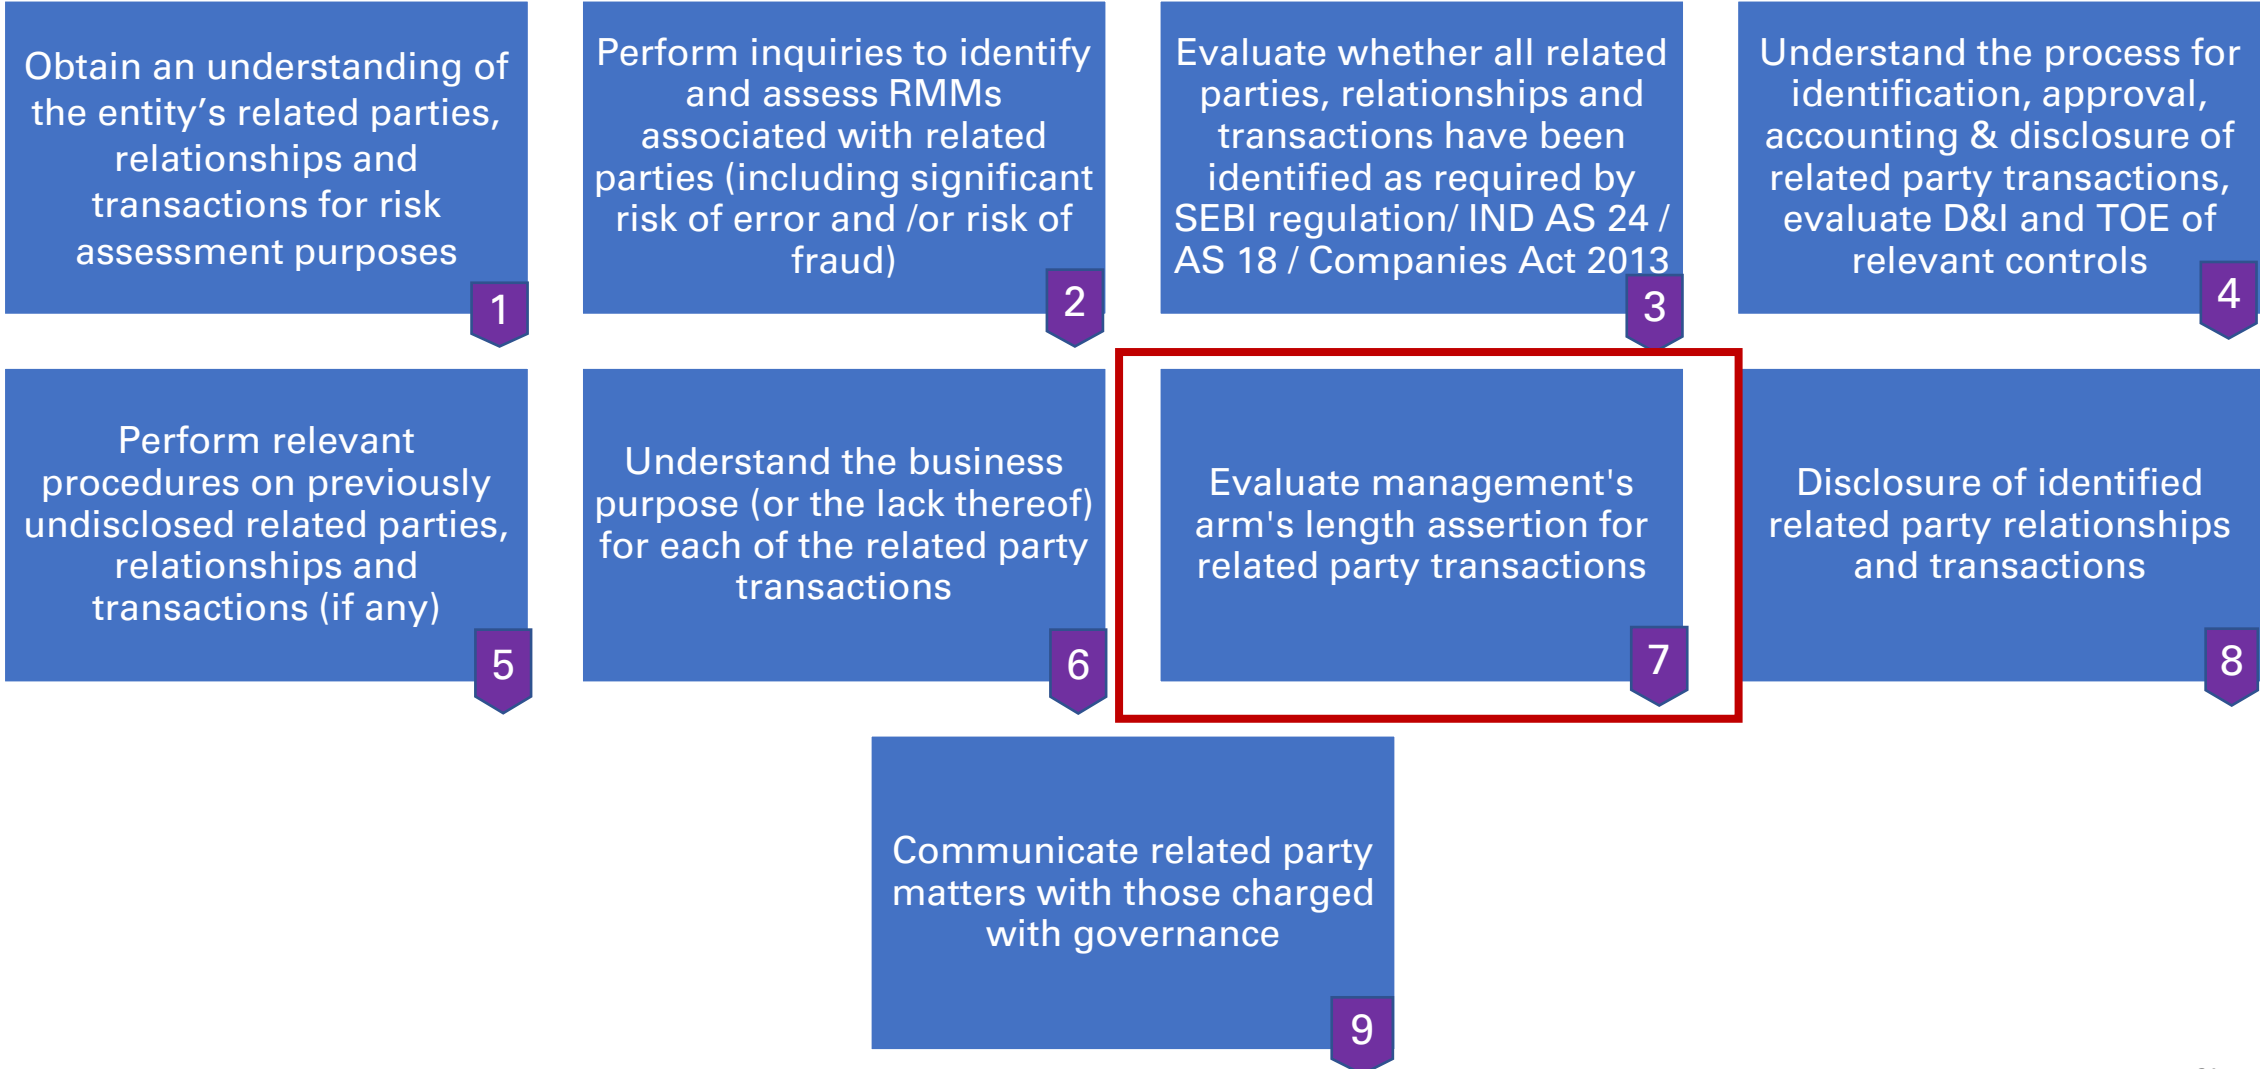 Obtain an understanding of
the entity’s related parties,
relationships and
transactions for risk
assessment purposes
1
Perform inquiries to identify
and assess RMMs
associated with related
parties (including significant
risk of error and /or risk of
fraud)
2
Evaluate whether all related
parties, relationships and
transactions have been
identified as required by
SEBI regulation/ IND AS 24 /
AS 18 / Companies Act 2013
3
Understand the process for
identification, approval,
accounting & disclosure of
related party transactions,
evaluate D&I and TOE of
relevant controls
4
Perform relevant
procedures on previously
undisclosed related parties,
relationships and
transactions (if any)
5
Understand the business
purpose (or the lack thereof)
for each of the related party
transactions
6
Evaluate management's
arm's length assertion for
related party transactions
7
Disclosure of identified
related party relationships
and transactions
8
Communicate related party
matters with those charged
with governance
9